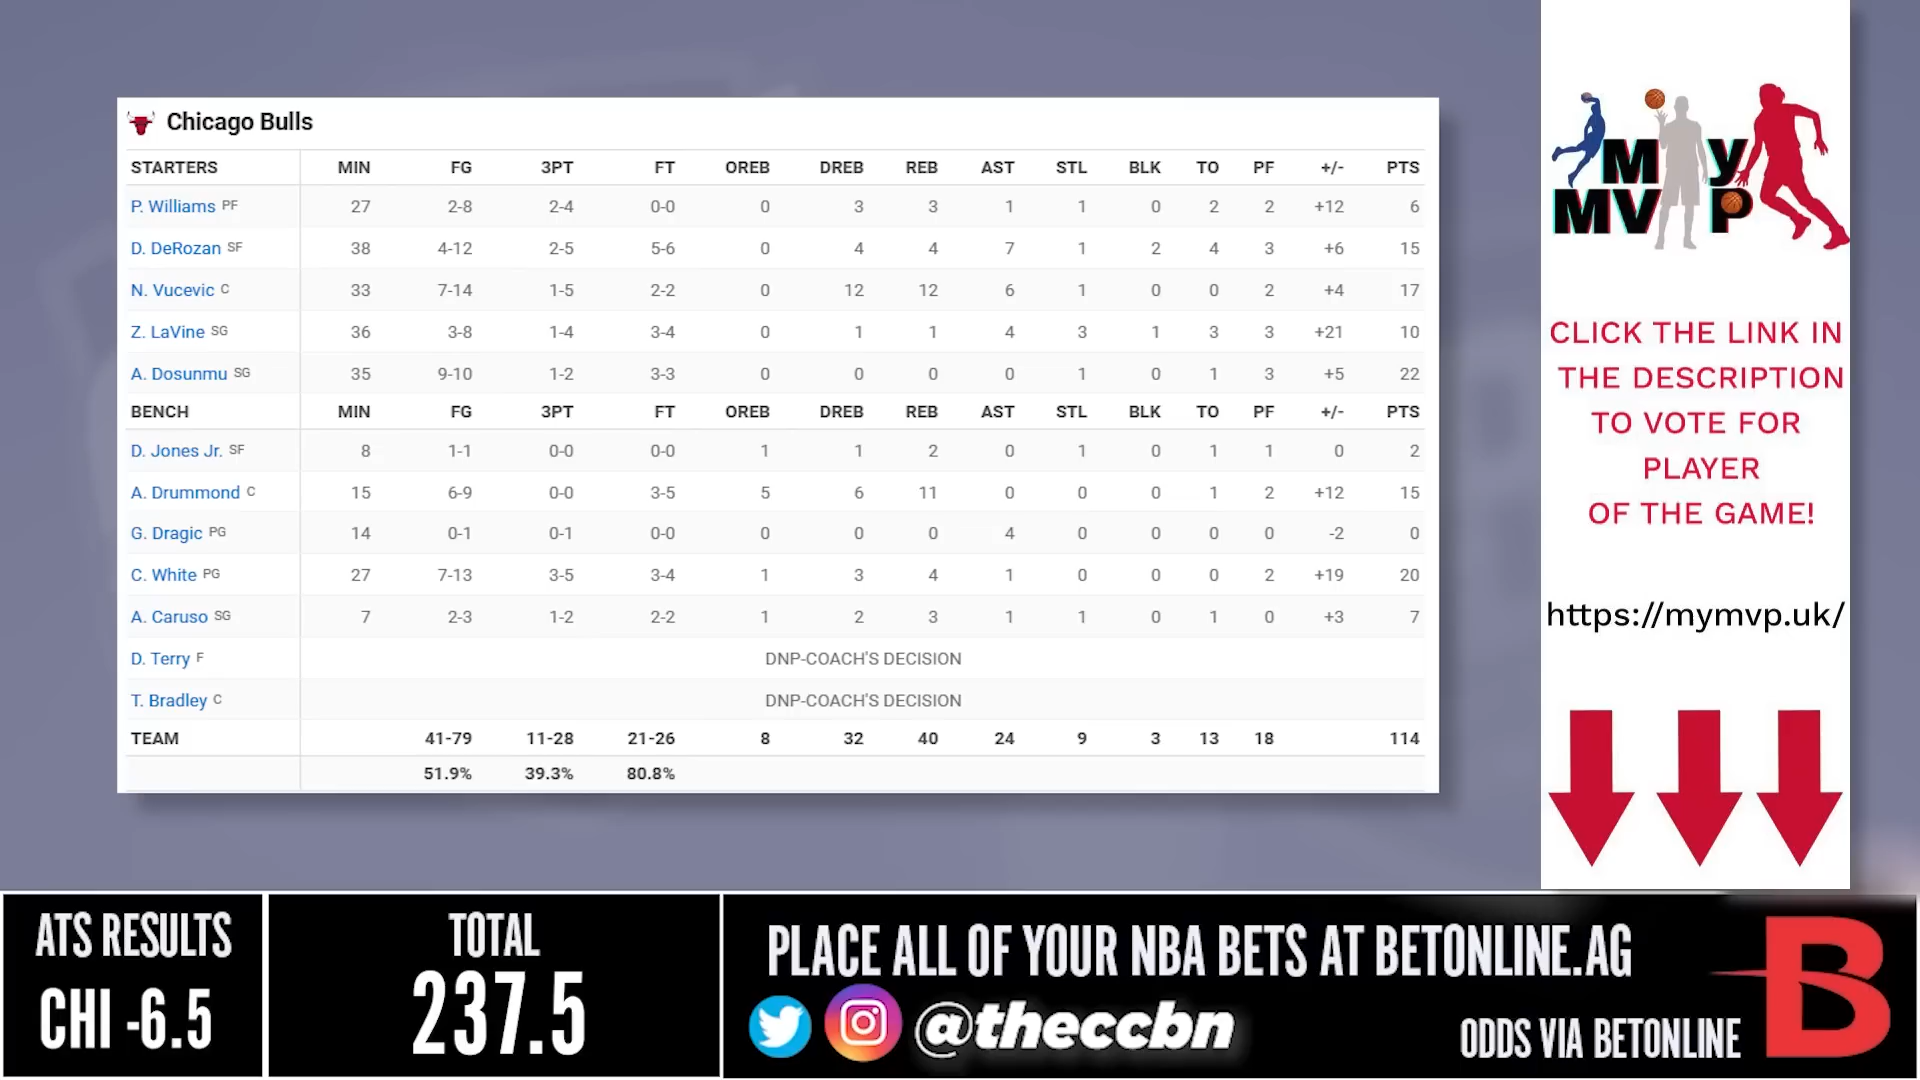 Chicago Bulls
STARTERS MIN FG 3PT FT OREB DREB REB AST STL BLK TO PF +/- PTS
P. Williams PF 27 2-8 2-4 0-0 0 3 3 1 1 0 2 2 +12 6
D. DeRozan SF 38 4-12 2-5 5-6 0 4 4 7 1 2 4 3 +6 15
N. Vucevic C 33 7-14 1-5 2-2 0 12 12 6 1 0 0 2 +4 17
Z. LaVine SG 36 3-8 1-4 3-4 0 1 1 4 3 1 3 3 +21 10
A. Dosunmu SG 35 9-10 1-2 3-3 0 0 0 0 1 0 1 3 +5 22
BENCH MIN FG 3PT FT OREB DREB REB AST STL BLK TO PF +/- PTS
D. Jones Jr. SF 8 1-1 0-0 0-0 1 1 2 0 1 0 1 1 0 2
A. Drummond C 15 6-9 0-0 3-5 5 6 11 0 0 0 1 2 +12 15
G. Dragic PG 14 0-1 0-1 0-0 0 0 0 4 0 0 0 0 -2 0
C. White PG 27 7-13 3-5 3-4 1 3 4 1 0 0 0 2 +19 20
A. Caruso SG 7 2-3 1-2 2-2 1 2 3 1 1 0 1 0 +3 7
D. Terry F DNP-COACH'S DECISION
T. Bradley C DNP-COACH'S DECISION
TEAM 41-79 11-28 21-26 8 32 40 24 9 3 13 18 114
51.9% 39.3% 80.8%
My
MVP
CLICK THE LINK IN
THE DESCRIPTION
TO VOTE FOR
PLAYER
OF THE GAME!
https://mymvp.uk/
ATS RESULTS
CHI -6.5
TOTAL
237.5
PLACE ALL OF YOUR NBA BETS AT BETONLINE.AG
@theccbn
ODDS VIA BETONLINE
B